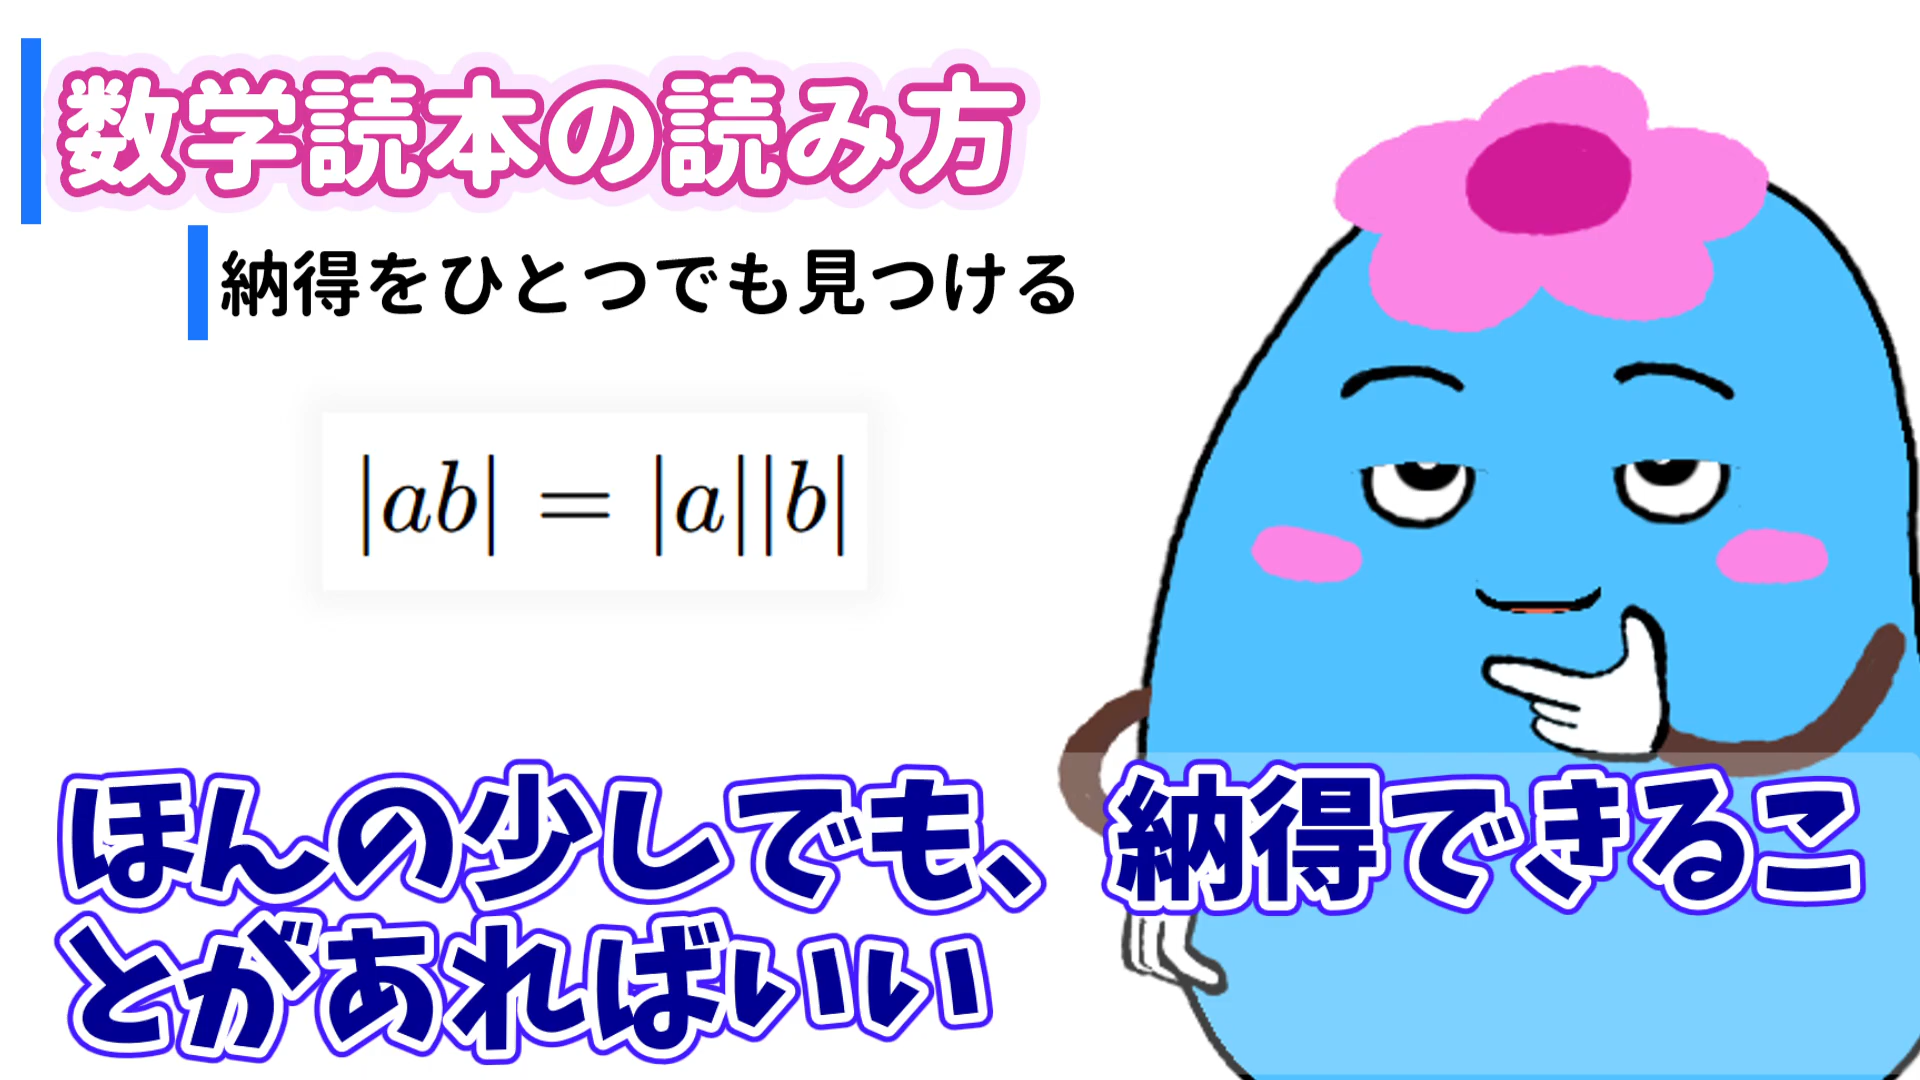 数学読本の読み方
納得をひとつでも見つける
|ab| = |a||b|
ほんの少しでも、納得できるこ
とがあればいい